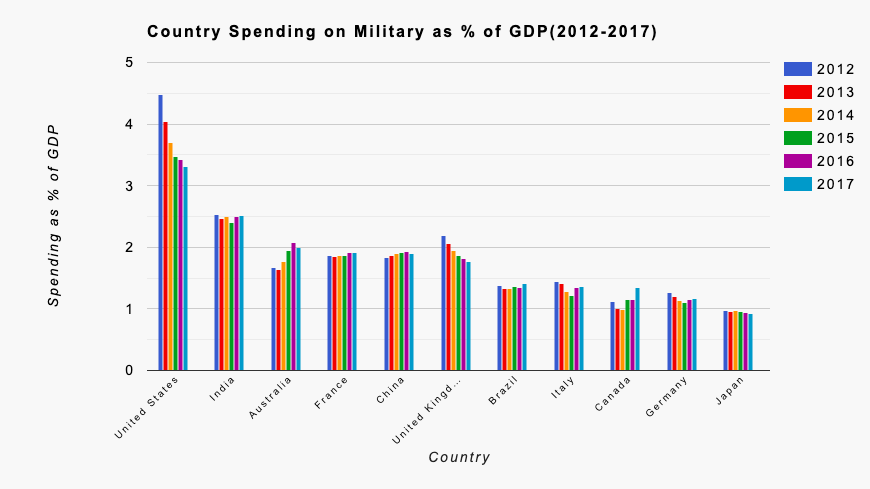 Country Spending on Military as % of GDP(2012-2017)
Spending as % of GDP
5
4
3
2
1
0
United States
India
Australia
France
China
United Kingd...
Brazil
Italy
Canada
Germany
Japan
Country
2012
2013
2014
2015
2016
2017